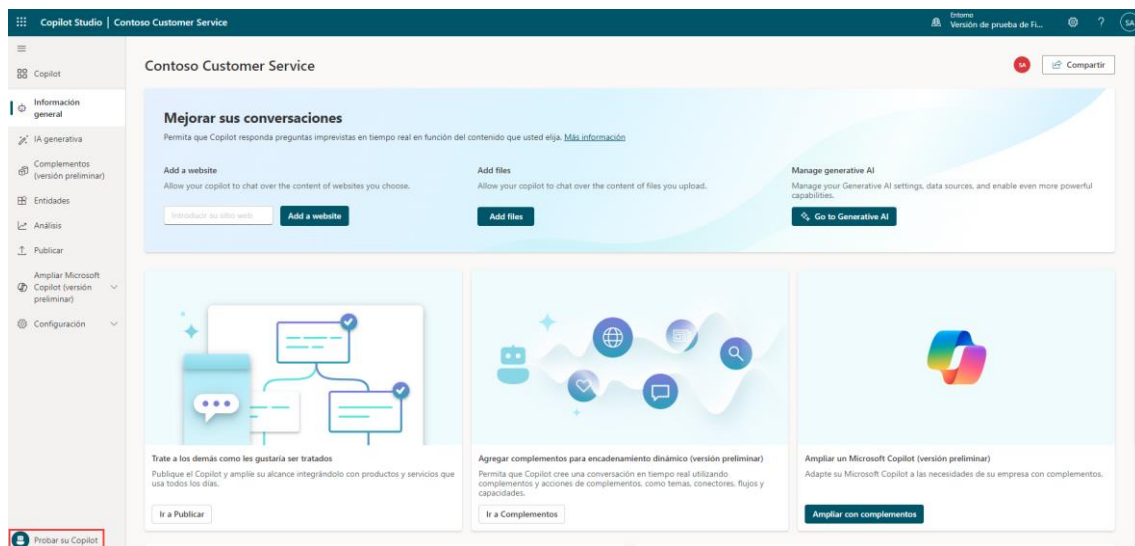 Copilot Studio | Contoso Customer Service
Entorno
Versión de prueba de Fi...
?
SA
Copilot
Información
general
IA generativa
Complementos
(versión preliminar)
Entidades
Análisis
Publicar
Ampliar Microsoft
Copilot (versión
preliminar)
Configuración
Probar su Copilot
Contoso Customer Service
SA
Compartir
Mejorar sus conversaciones
Permita que Copilot responda preguntas imprevistas en tiempo real en función del contenido que usted elija. Más información
Add a website
Allow your copilot to chat over the content of websites you choose.
Introducir su sitio web
Add a website
Add files
Allow your copilot to chat over the content of files you upload.
Add files
Manage generative AI
Manage your Generative AI settings, data sources, and enable even more powerful
capabilities.
Go to Generative AI
Trate a los demás como les gustaría ser tratados
Publique el Copilot y amplíe su alcance integrándolo con productos y servicios que
usa todos los días.
Ir a Publicar
Agregar complementos para encadenamiento dinámico (versión preliminar)
Permita que Copilot cree una conversación en tiempo real utilizando
complementos y acciones de complementos, como temas, conectores, flujos y
capacidades.
Ir a Complementos
Ampliar un Microsoft Copilot (versión preliminar)
Adapte su Microsoft Copilot a las necesidades de su empresa con complementos.
Ampliar con complementos